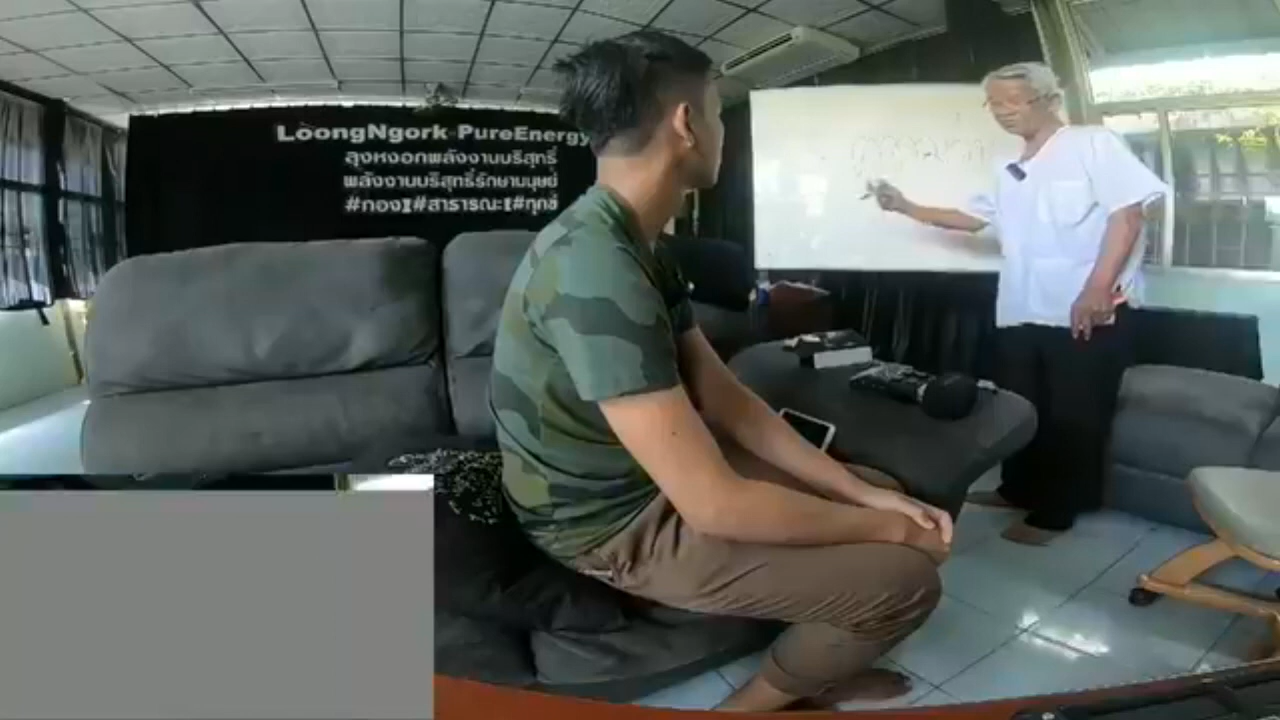 LoongNgork PureEnergy
ลุงหงอกพลังงานบริสุทธิ์
พลังงานบริสุทธิ์รักษามนุษย์
#กอง1#สาธารณะ1#ทุกข์